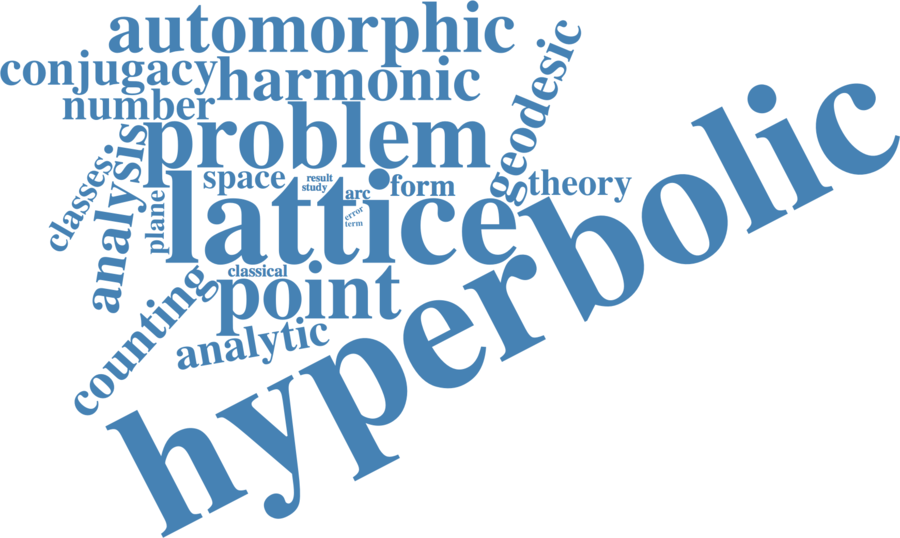 automorphic
conjugacy
harmonic
number
geodesic
problem
analysis
classes
space
result
study
arc
form
theory
plane
lattice
error
term
hyperbolic
classical
point
counting
analytic